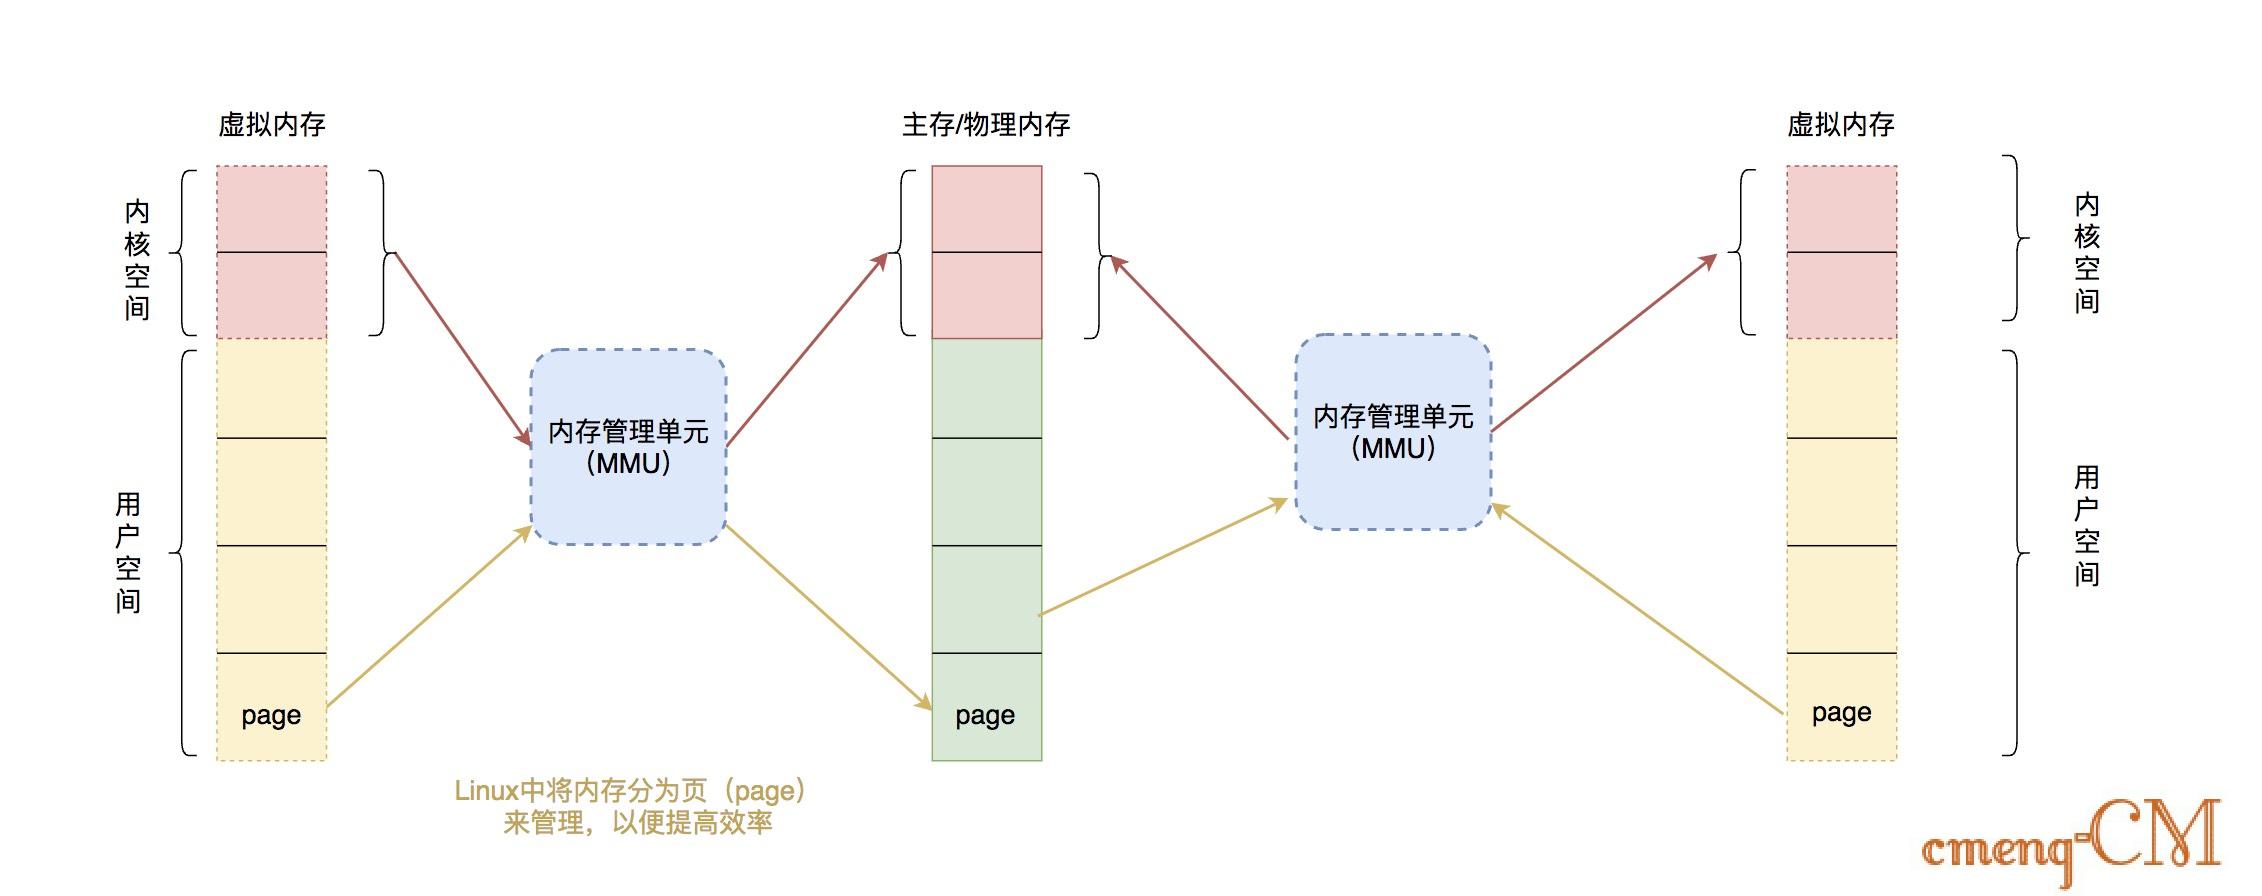 虚拟内存
主存/物理内存
虚拟内存
内核空间
用户空间
内存管理单元
（MMU）
内存管理单元
（MMU）
内核空间
用户空间
page
page
page
Linux中将内存分为页（page）
来管理，以便提高效率
cmenq-CM